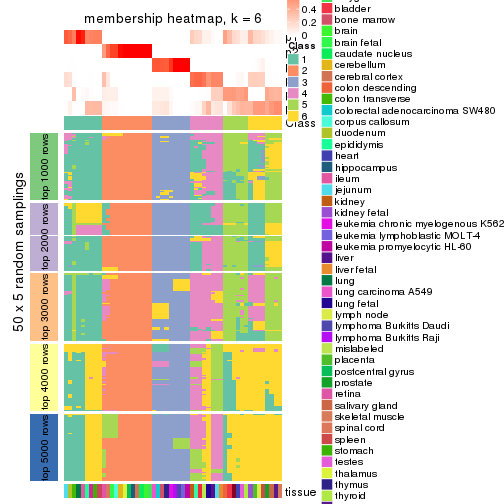 membership heatmap, k = 6
50 x 5 random samplings
top 1000 rows
top 2000 rows
top 3000 rows
top 4000 rows
top 5000 rows
Class
tissue
0.4
0.2
0
Class
1
2
3
4
5
6
bladder
bone marrow
brain
brain fetal
caudate nucleus
cerebellum
cerebral cortex
colon descending
colon transverse
colorectal adenocarcinoma SW480
corpus callosum
duodenum
epididymis
heart
hippocampus
ileum
jejunum
kidney
kidney fetal
leukemia chronic myelogenous K562
leukemia lymphoblastic MOLT-4
leukemia promyelocytic HL-60
liver
liver fetal
lung
lung carcinoma A549
lung fetal
lymph node
lymphoma Burkitts Daudi
lymphoma Burkitts Raji
mislabeled
placenta
postcentral gyrus
prostate
retina
salivary gland
skeletal muscle
spinal cord
spleen
stomach
testes
thalamus
thymus
thyroid